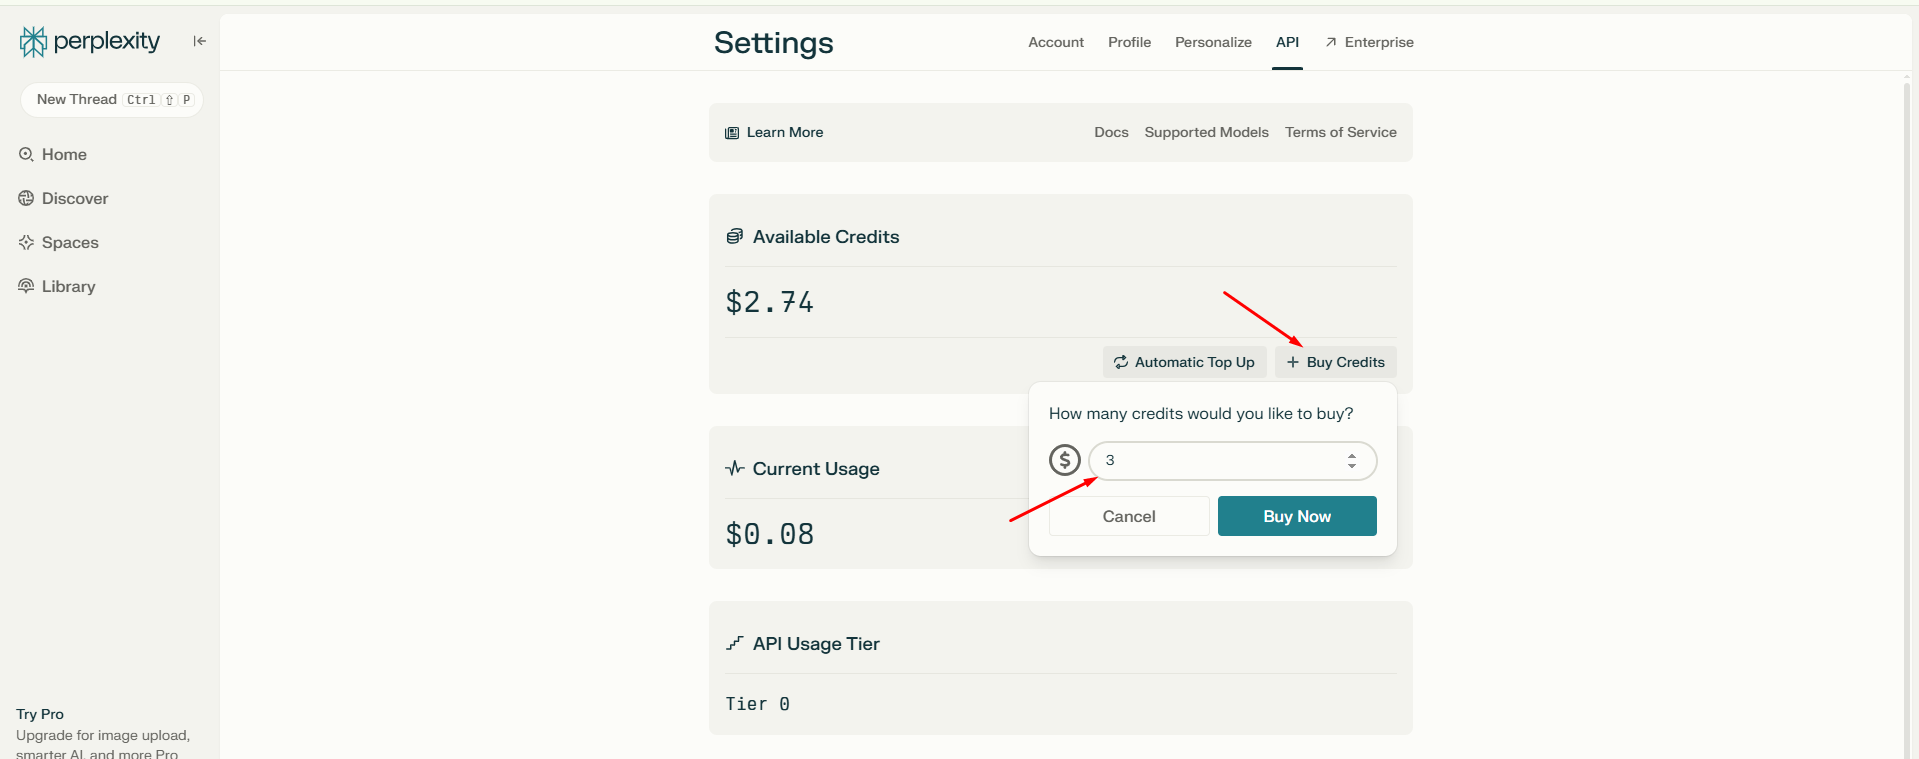 perplexity
New Thread Ctrl ⇧ P
Home
Discover
Spaces
Library
Try Pro
Upgrade for image upload,
smarter AI, and more Pro
Settings
Account Profile Personalize API Enterprise
Learn More Docs Supported Models Terms of Service
Available Credits
$2.74
Automatic Top Up + Buy Credits
How many credits would you like to buy?
$ 3
Cancel Buy Now
Current Usage
$0.08
API Usage Tier
Tier 0